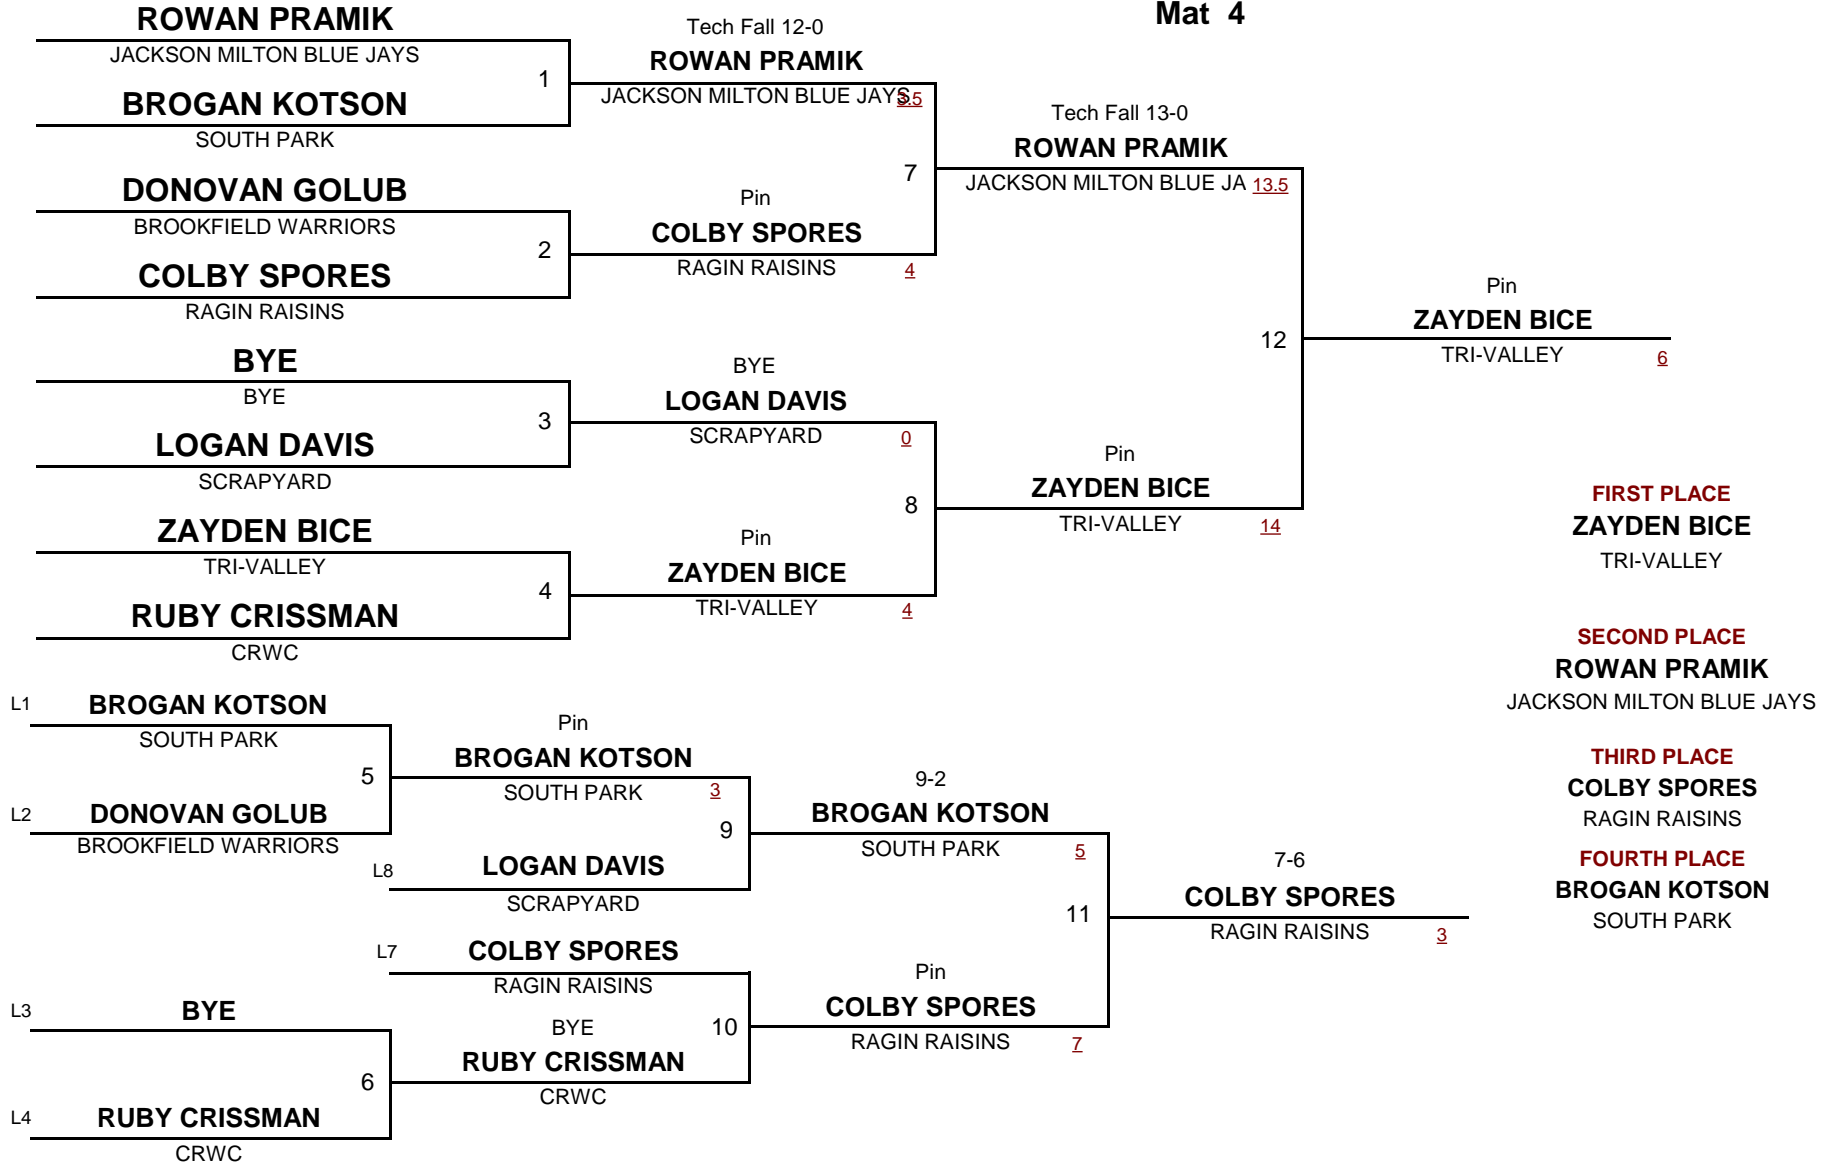 Mat 4
ROWAN PRAMIK
JACKSON MILTON BLUE JAYS
1
BROGAN KOTSON
SOUTH PARK
DONOVAN GOLUB
BROOKFIELD WARRIORS
2
COLBY SPORES
RAGIN RAISINS
BYE
BYE
3
LOGAN DAVIS
SCRAPYARD
ZAYDEN BICE
TRI-VALLEY
4
RUBY CRISSMAN
CRWC
Tech Fall 12-0
ROWAN PRAMIK
JACKSON MILTON BLUE JAYS
3.5
7
Pin
COLBY SPORES
RAGIN RAISINS
4
BYE
LOGAN DAVIS
SCRAPYARD
0
8
Pin
ZAYDEN BICE
TRI-VALLEY
4
Tech Fall 13-0
ROWAN PRAMIK
JACKSON MILTON BLUE JA 13.5
12
Pin
ZAYDEN BICE
TRI-VALLEY
14
Pin
ZAYDEN BICE
TRI-VALLEY
6
FIRST PLACE
ZAYDEN BICE
TRI-VALLEY
SECOND PLACE
ROWAN PRAMIK
JACKSON MILTON BLUE JAYS
THIRD PLACE
COLBY SPORES
RAGIN RAISINS
FOURTH PLACE
BROGAN KOTSON
SOUTH PARK
L1
BROGAN KOTSON
SOUTH PARK
5
L2
DONOVAN GOLUB
BROOKFIELD WARRIORS
L3
BYE
6
L4
RUBY CRISSMAN
CRWC
Pin
BROGAN KOTSON
SOUTH PARK
3
9
L8
LOGAN DAVIS
SCRAPYARD
L7
COLBY SPORES
RAGIN RAISINS
10
BYE
RUBY CRISSMAN
CRWC
9-2
BROGAN KOTSON
SOUTH PARK
5
11
Pin
COLBY SPORES
RAGIN RAISINS
7
7-6
COLBY SPORES
RAGIN RAISINS
3